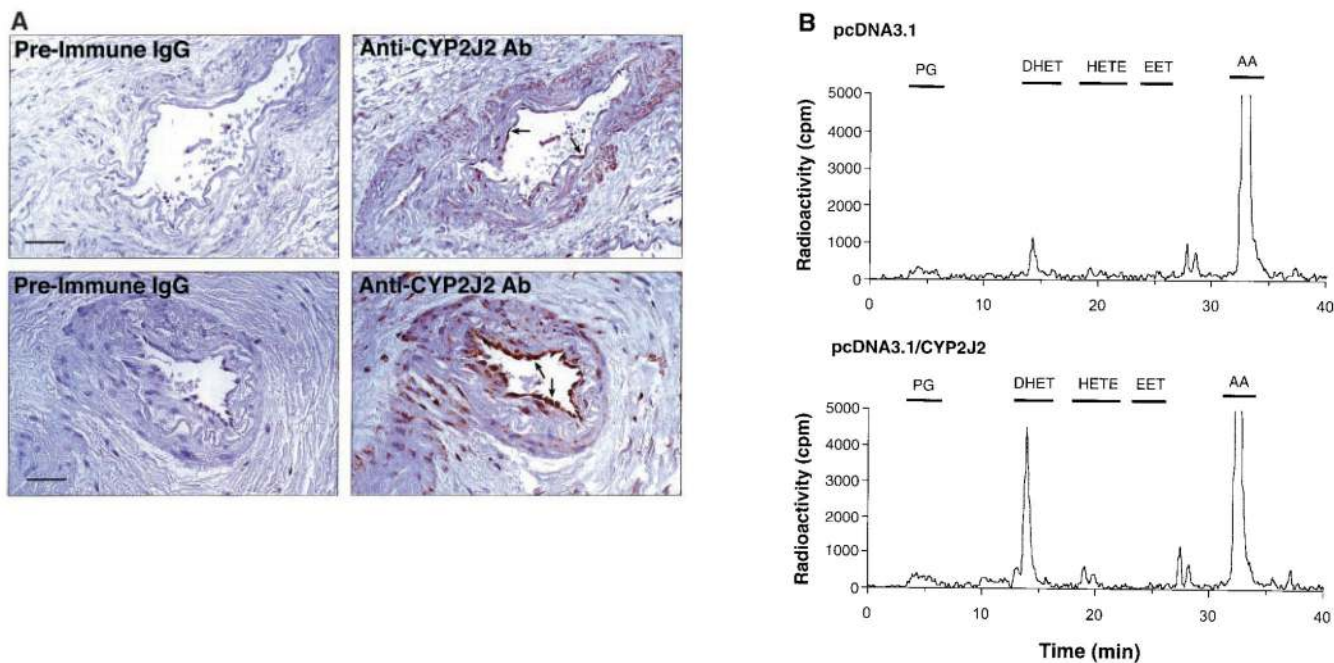 A
Pre-Immune IgG
Anti-CYP2J2 Ab
Pre-Immune IgG
Anti-CYP2J2 Ab
B
pcDNA3.1
PG
DHET
HETE
EET
AA
Radioactivity (cpm)
5000
4000
3000
2000
1000
0
0 10 20 30 40
pcDNA3.1/CYP2J2
PG
DHET
HETE
EET
AA
Radioactivity (cpm)
5000
4000
3000
2000
1000
0
0 10 20 30 40
Time (min)